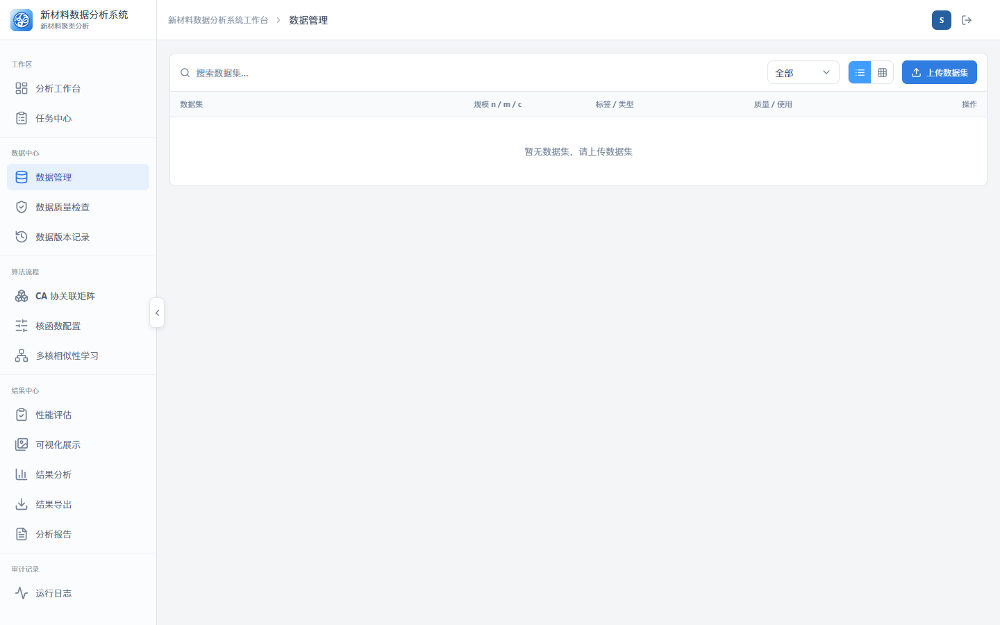 新材料数据分析系统
新材料聚类分析
工作区
分析工作台
任务中心
数据中心
数据管理
数据质量检查
数据版本记录
算法流程
CA 协关联矩阵
核函数配置
多核相似性学习
结果中心
性能评估
可视化展示
结果分析
结果导出
分析报告
审计记录
运行日志
新材料数据分析系统工作台 > 数据管理
S
搜索数据集...
全部
上传数据集
数据集 规模 n / m / c 标签 / 类型 质量 / 使用 操作
暂无数据集，请上传数据集